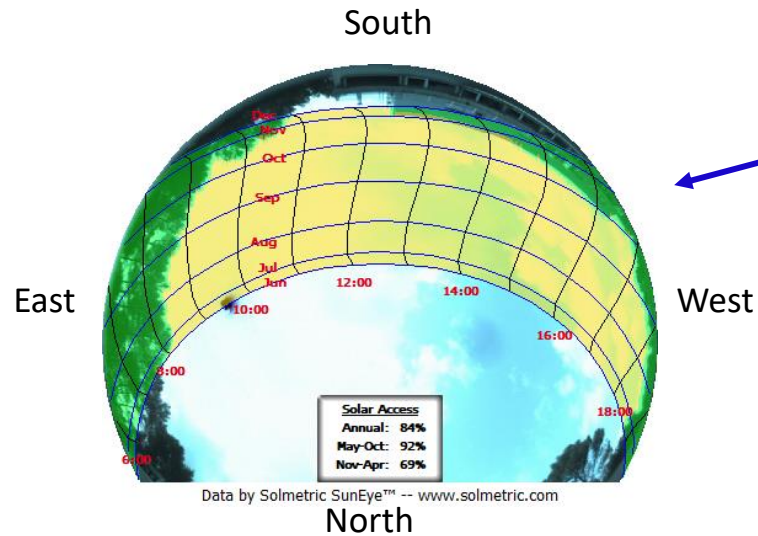 South
Dec
Nov
Oct
Sep
Aug
Jul
Jun
12:00
14:00
East
West
10:00
16:00
8:00
18:00
6:00
Solar Access
Annual: 84%
May-Oct: 92%
Nov-Apr: 69%
Data by Solmetric SunEye™ -- www.solmetric.com
North